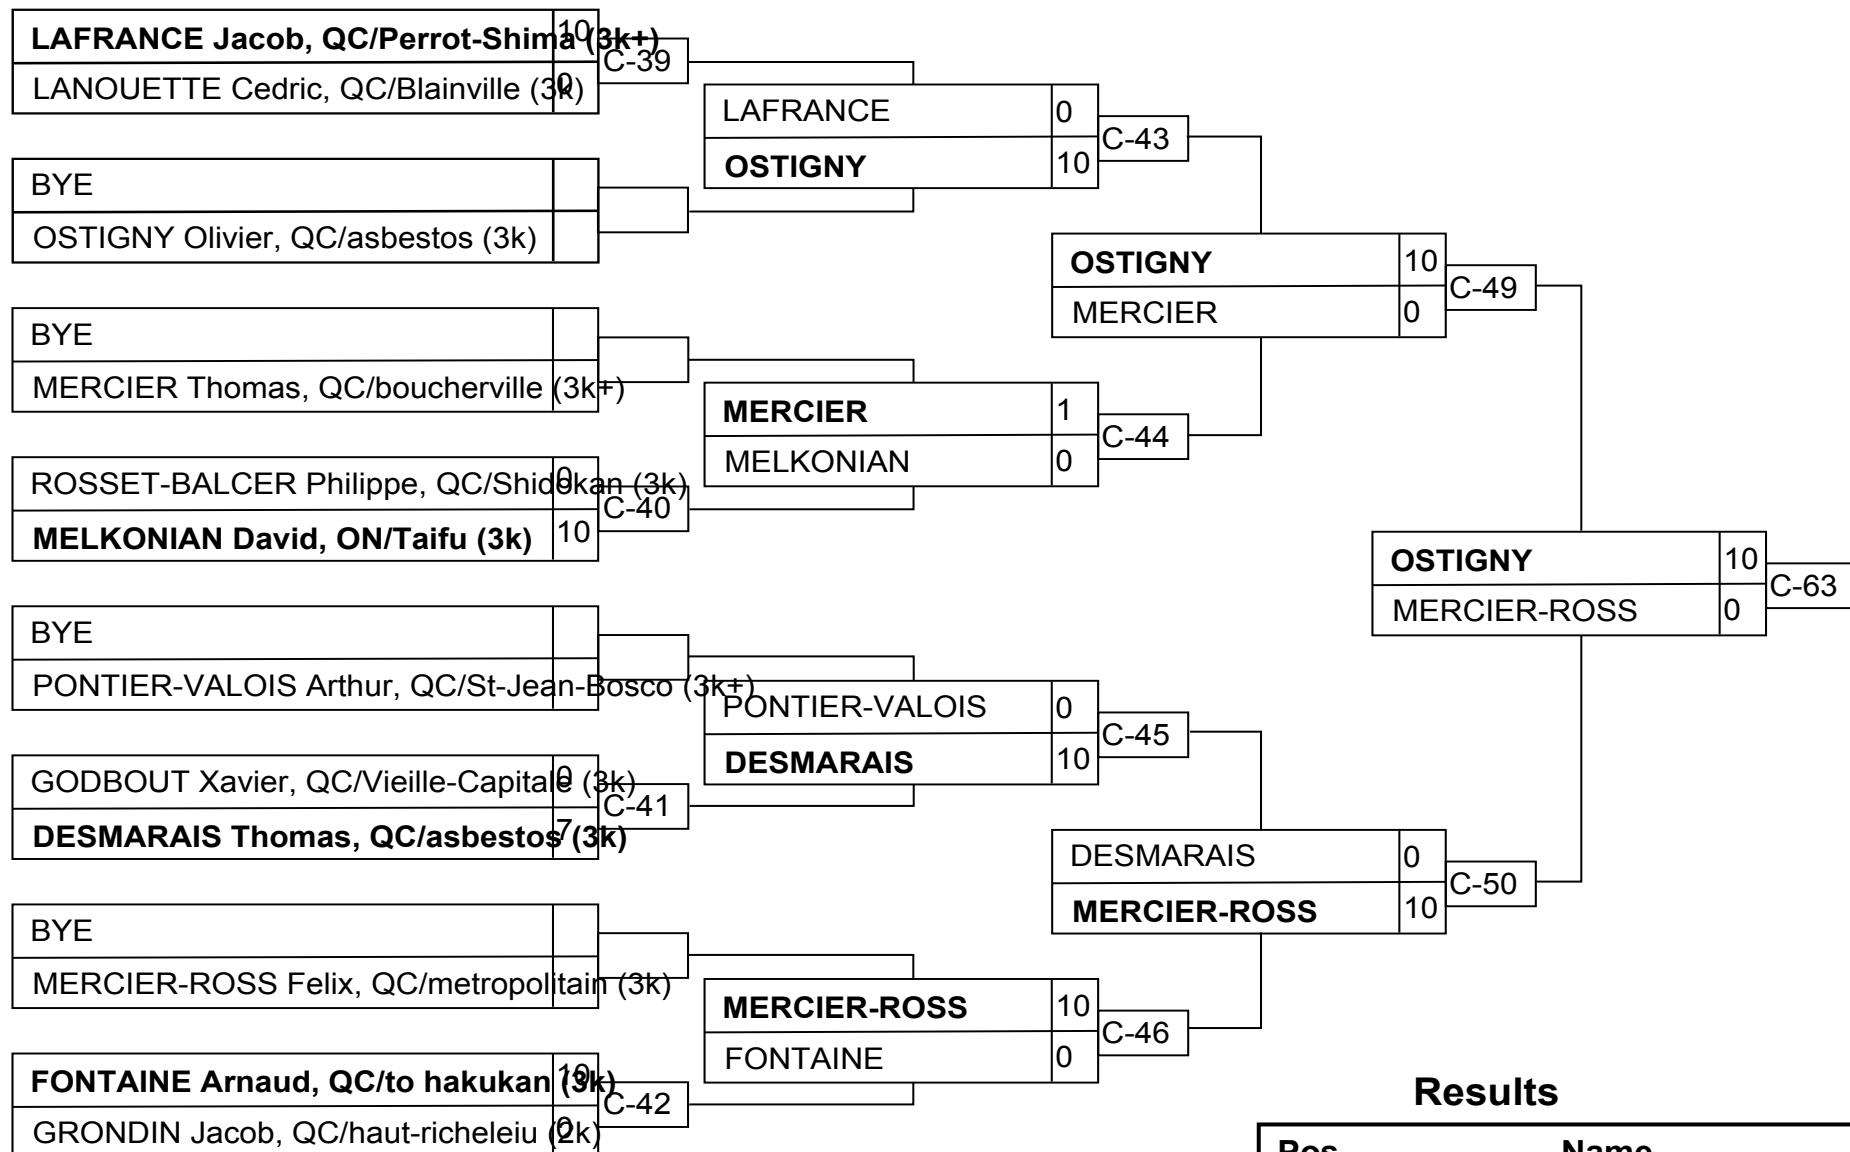 LAFRANCE Jacob, QC/Perrot-Shima (3k+) 10
C-39
LANOUETTE Cedric, QC/Blainville (3k) 0
BYE
OSTIGNY Olivier, QC/asbestos (3k)
BYE
MERCIER Thomas, QC/boucherville (3k+)
ROSSET-BALCER Philippe, QC/Shidokan (3k) 0
C-40
MELKONIAN David, ON/Taifu (3k) 10
BYE
PONTIER-VALOIS Arthur, QC/St-Jean-Bosco (3k+)
GODBOUT Xavier, QC/Vieille-Capitale (3k) 0
C-41
DESMARAIS Thomas, QC/asbestos (3k) 7
BYE
MERCIER-ROSS Felix, QC/metropolitain (3k)
FONTAINE Arnaud, QC/to hakukan (3k) 10
C-42
GRONDIN Jacob, QC/haut-richeleiu (2k) 0
LAFRANCE 0
C-43
OSTIGNY 10
MERCIER 1
C-44
MELKONIAN 0
PONTIER-VALOIS 0
C-45
DESMARAIS 10
MERCIER-ROSS 10
C-46
FONTAINE 0
OSTIGNY 10
C-49
MERCIER 0
DESMARAIS 0
C-50
MERCIER-ROSS 10
OSTIGNY 10
C-63
MERCIER-ROSS 0
Results
Pos Name